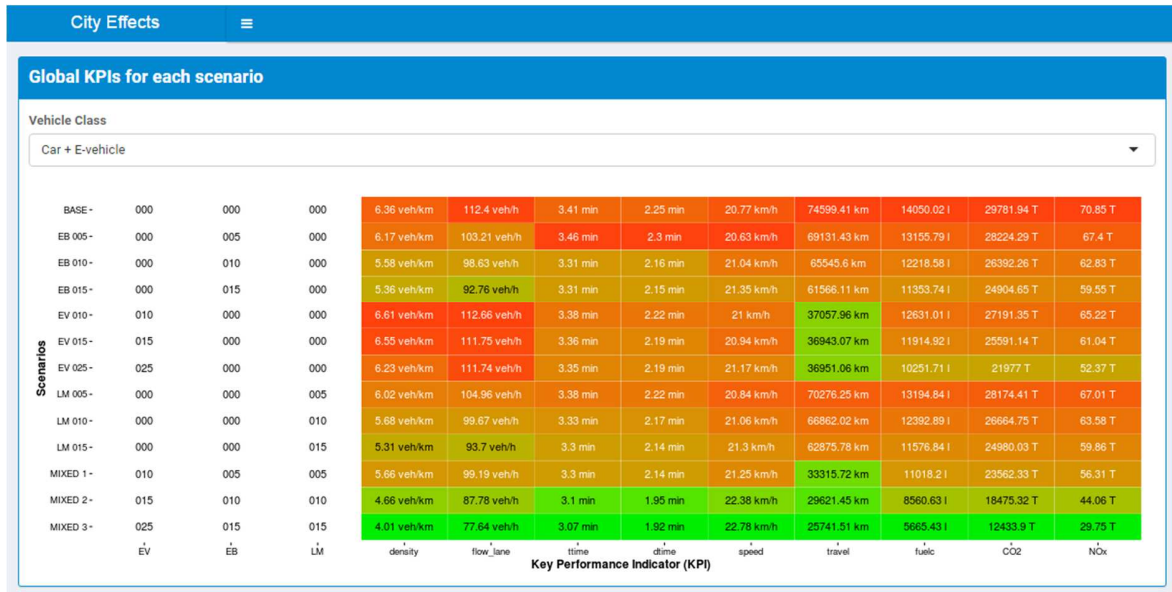 City Effects ≡
Global KPIs for each scenario
Vehicle Class
Car + E-vehicle
BASE - 000 000 000 6.36 veh/km 112.4 veh/h 3.41 min 2.25 min 20.77 km/h 74599.41 km 14050.02 l 29781.94 T 70.85 T
EB 005 - 000 005 000 6.17 veh/km 103.21 veh/h 3.46 min 2.3 min 20.63 km/h 69131.43 km 13155.79 l 28224.29 T 67.4 T
EB 010 - 000 010 000 5.58 veh/km 98.63 veh/h 3.31 min 2.16 min 21.04 km/h 65545.6 km 12218.58 l 26392.26 T 62.83 T
EB 015 - 000 015 000 5.36 veh/km 92.76 veh/h 3.31 min 2.15 min 21.35 km/h 61566.11 km 11353.74 l 24904.65 T 59.55 T
EV 010 - 010 000 000 6.61 veh/km 112.66 veh/h 3.38 min 2.22 min 21 km/h 37057.96 km 12631.01 l 27191.35 T 65.22 T
EV 015 - 015 000 000 6.55 veh/km 111.75 veh/h 3.36 min 2.19 min 20.94 km/h 36943.07 km 11914.92 l 25591.14 T 61.04 T
EV 025 - 025 000 000 6.23 veh/km 111.74 veh/h 3.35 min 2.19 min 21.17 km/h 36951.06 km 10251.71 l 21977 T 52.37 T
LM 005 - 000 000 005 6.02 veh/km 104.96 veh/h 3.38 min 2.22 min 20.84 km/h 70276.25 km 13194.84 l 28174.41 T 67.01 T
LM 010 - 000 000 010 5.68 veh/km 99.67 veh/h 3.33 min 2.17 min 21.06 km/h 66862.02 km 12392.89 l 26664.75 T 63.58 T
LM 015 - 000 000 015 5.31 veh/km 93.7 veh/h 3.3 min 2.14 min 21.3 km/h 62875.78 km 11576.84 l 24980.03 T 59.86 T
MIXED 1 - 010 005 005 5.66 veh/km 99.19 veh/h 3.3 min 2.14 min 21.25 km/h 33315.72 km 11018.2 l 23562.33 T 56.31 T
MIXED 2 - 015 010 010 4.66 veh/km 87.78 veh/h 3.1 min 1.95 min 22.38 km/h 29621.45 km 8560.63 l 18475.32 T 44.06 T
MIXED 3 - 025 015 015 4.01 veh/km 77.64 veh/h 3.07 min 1.92 min 22.78 km/h 25741.51 km 5665.43 l 12433.9 T 29.75 T
Scenarios
EV EB LM density flow_lane ttime dtime speed travel fuelc CO2 NOx
Key Performance Indicator (KPI)